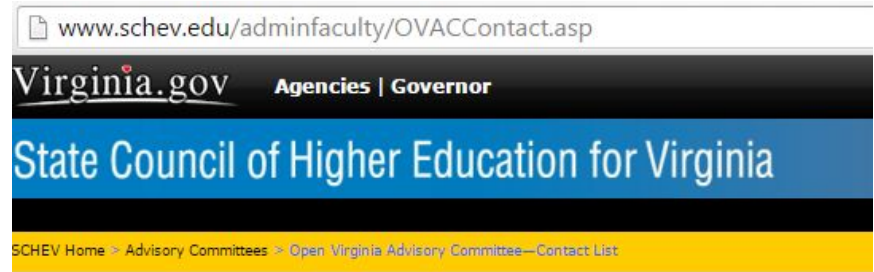 www.schev.edu/adminfaculty/OVACContact.asp
Virginia.gov Agencies | Governor
State Council of Higher Education for Virginia
SCHEV Home > Advisory Committees > Open Virginia Advisory Committee—Contact List